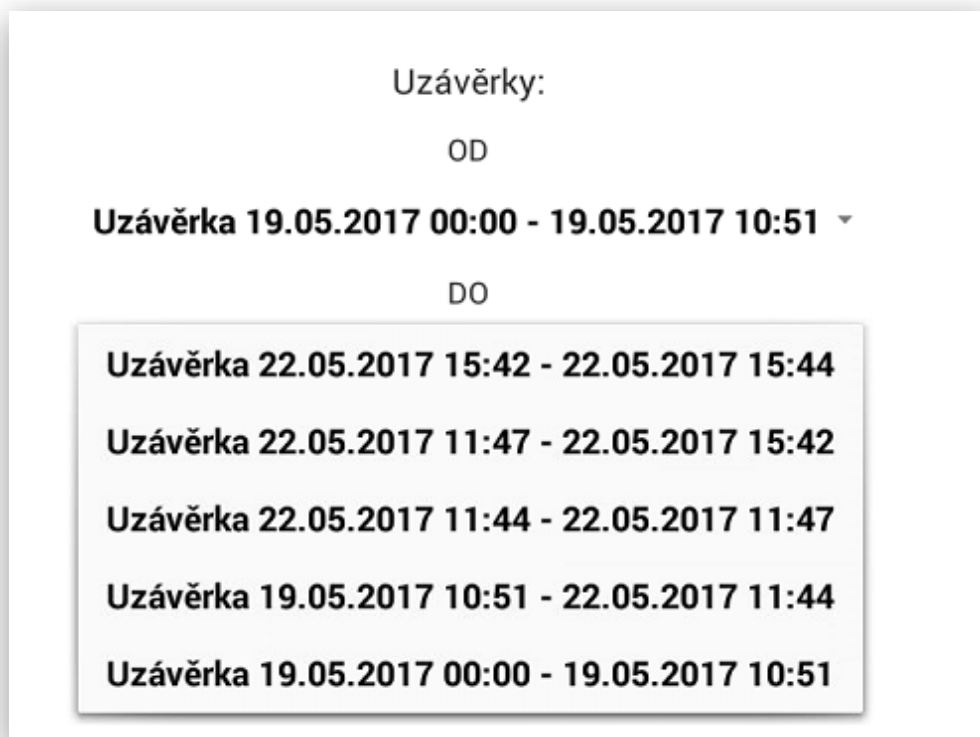 Uzávěrky:
OD
Uzávěrka 19.05.2017 00:00 - 19.05.2017 10:51
DO
Uzávěrka 22.05.2017 15:42 - 22.05.2017 15:44
Uzávěrka 22.05.2017 11:47 - 22.05.2017 15:42
Uzávěrka 22.05.2017 11:44 - 22.05.2017 11:47
Uzávěrka 19.05.2017 10:51 - 22.05.2017 11:44
Uzávěrka 19.05.2017 00:00 - 19.05.2017 10:51